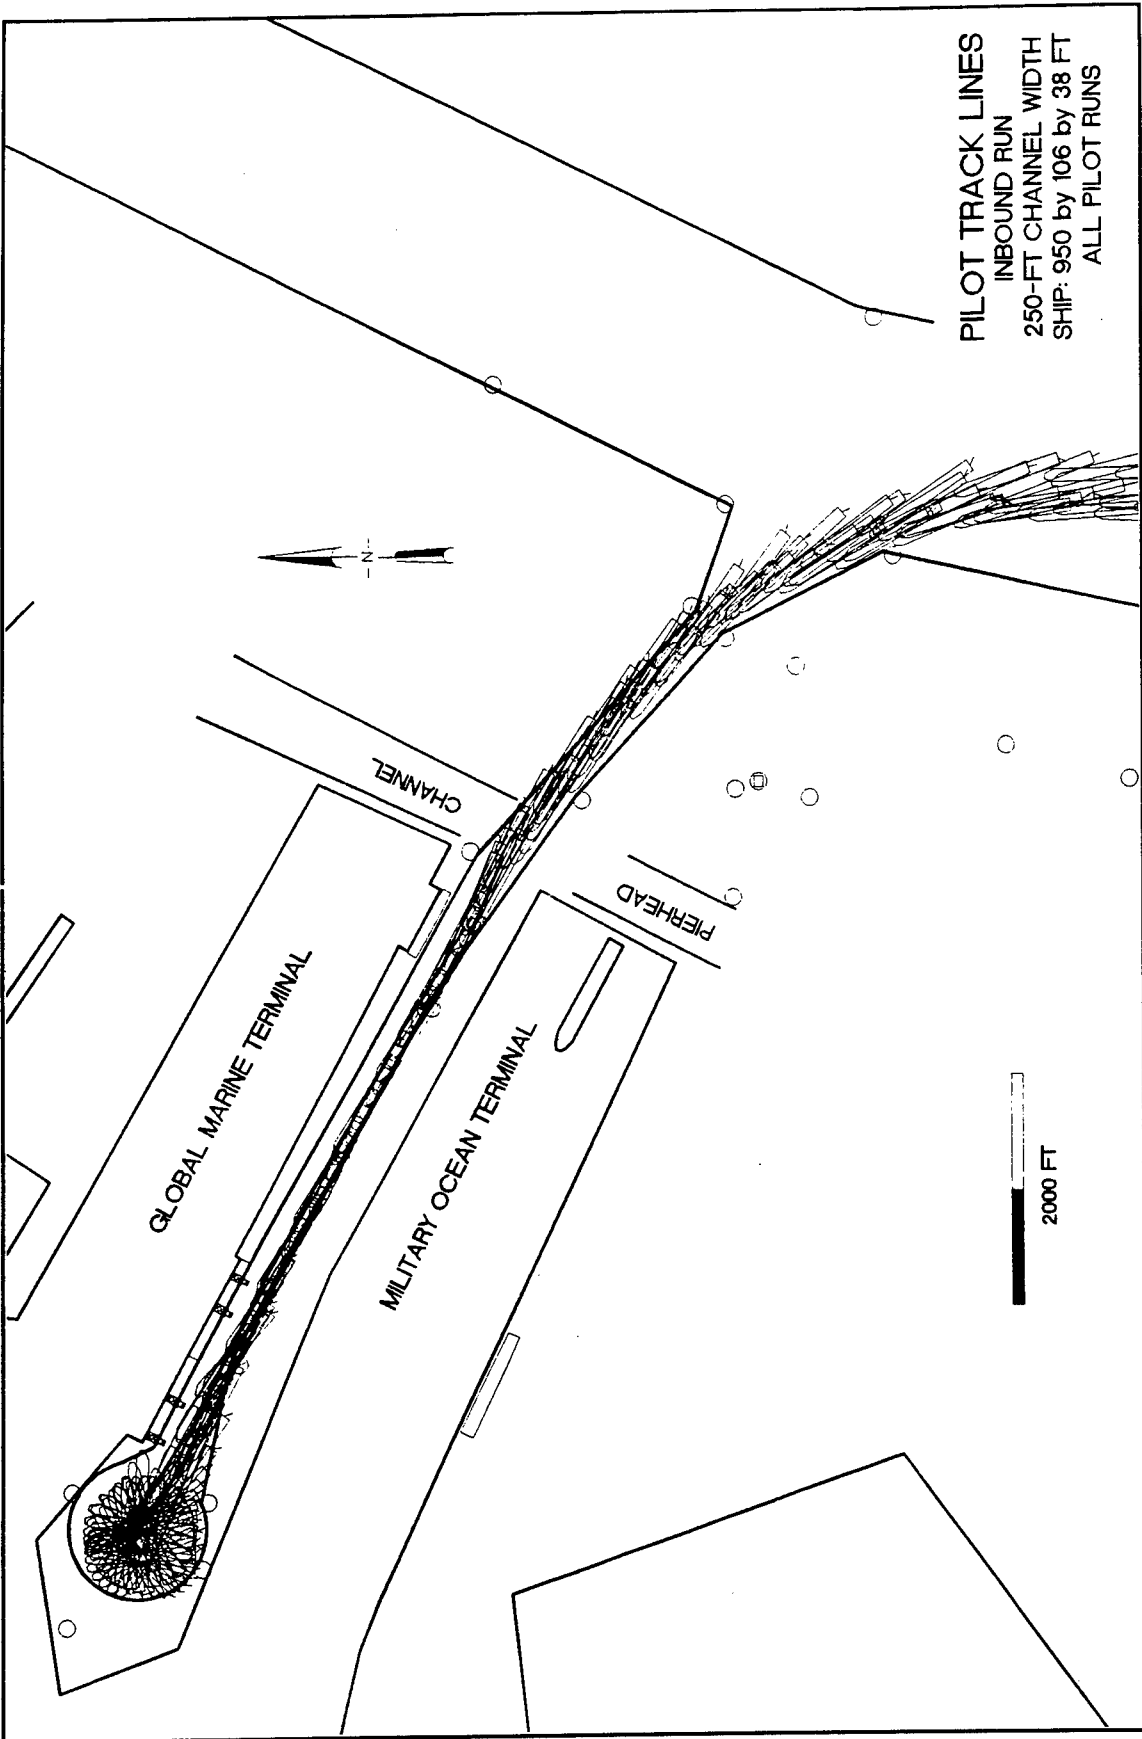 PILOT TRACK LINES
INBOUND RUN
250-FT CHANNEL WIDTH
SHIP: 950 by 106 by 38 FT
ALL PILOT RUNS
N
CHANNEL
PIERHEAD
GLOBAL MARINE TERMINAL
MILITARY OCEAN TERMINAL
2000 FT